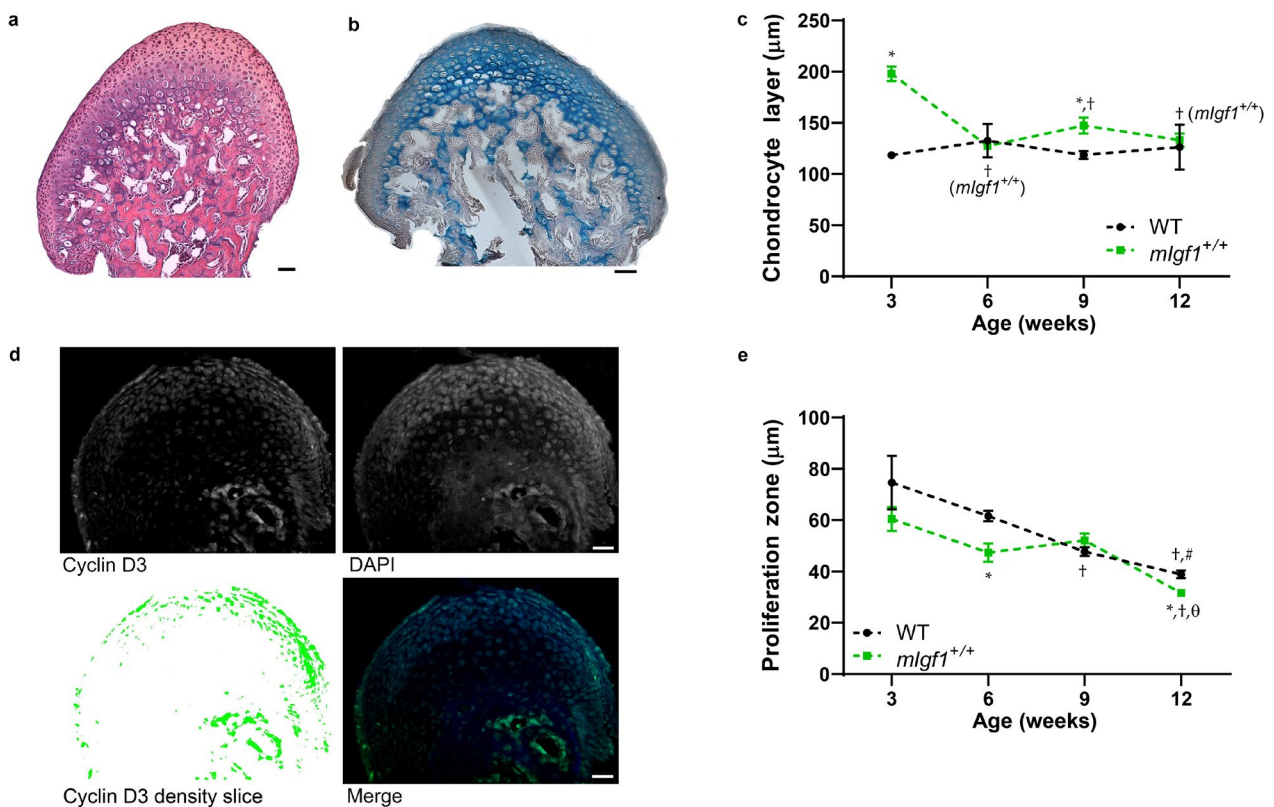 a
b
c
Chondrocyte layer (µm)
250
200
150
100
50
0
*
*,†
† (mIgf1+/+)
†
(mIgf1+/+)
WT
mIgf1+/+
3 6 9 12
Age (weeks)
d
Cyclin D3
DAPI
Cyclin D3 density slice
Merge
e
Proliferation zone (µm)
100
80
60
40
20
0
*
†
†,#
*,†,θ
WT
mIgf1+/+
3 6 9 12
Age (weeks)